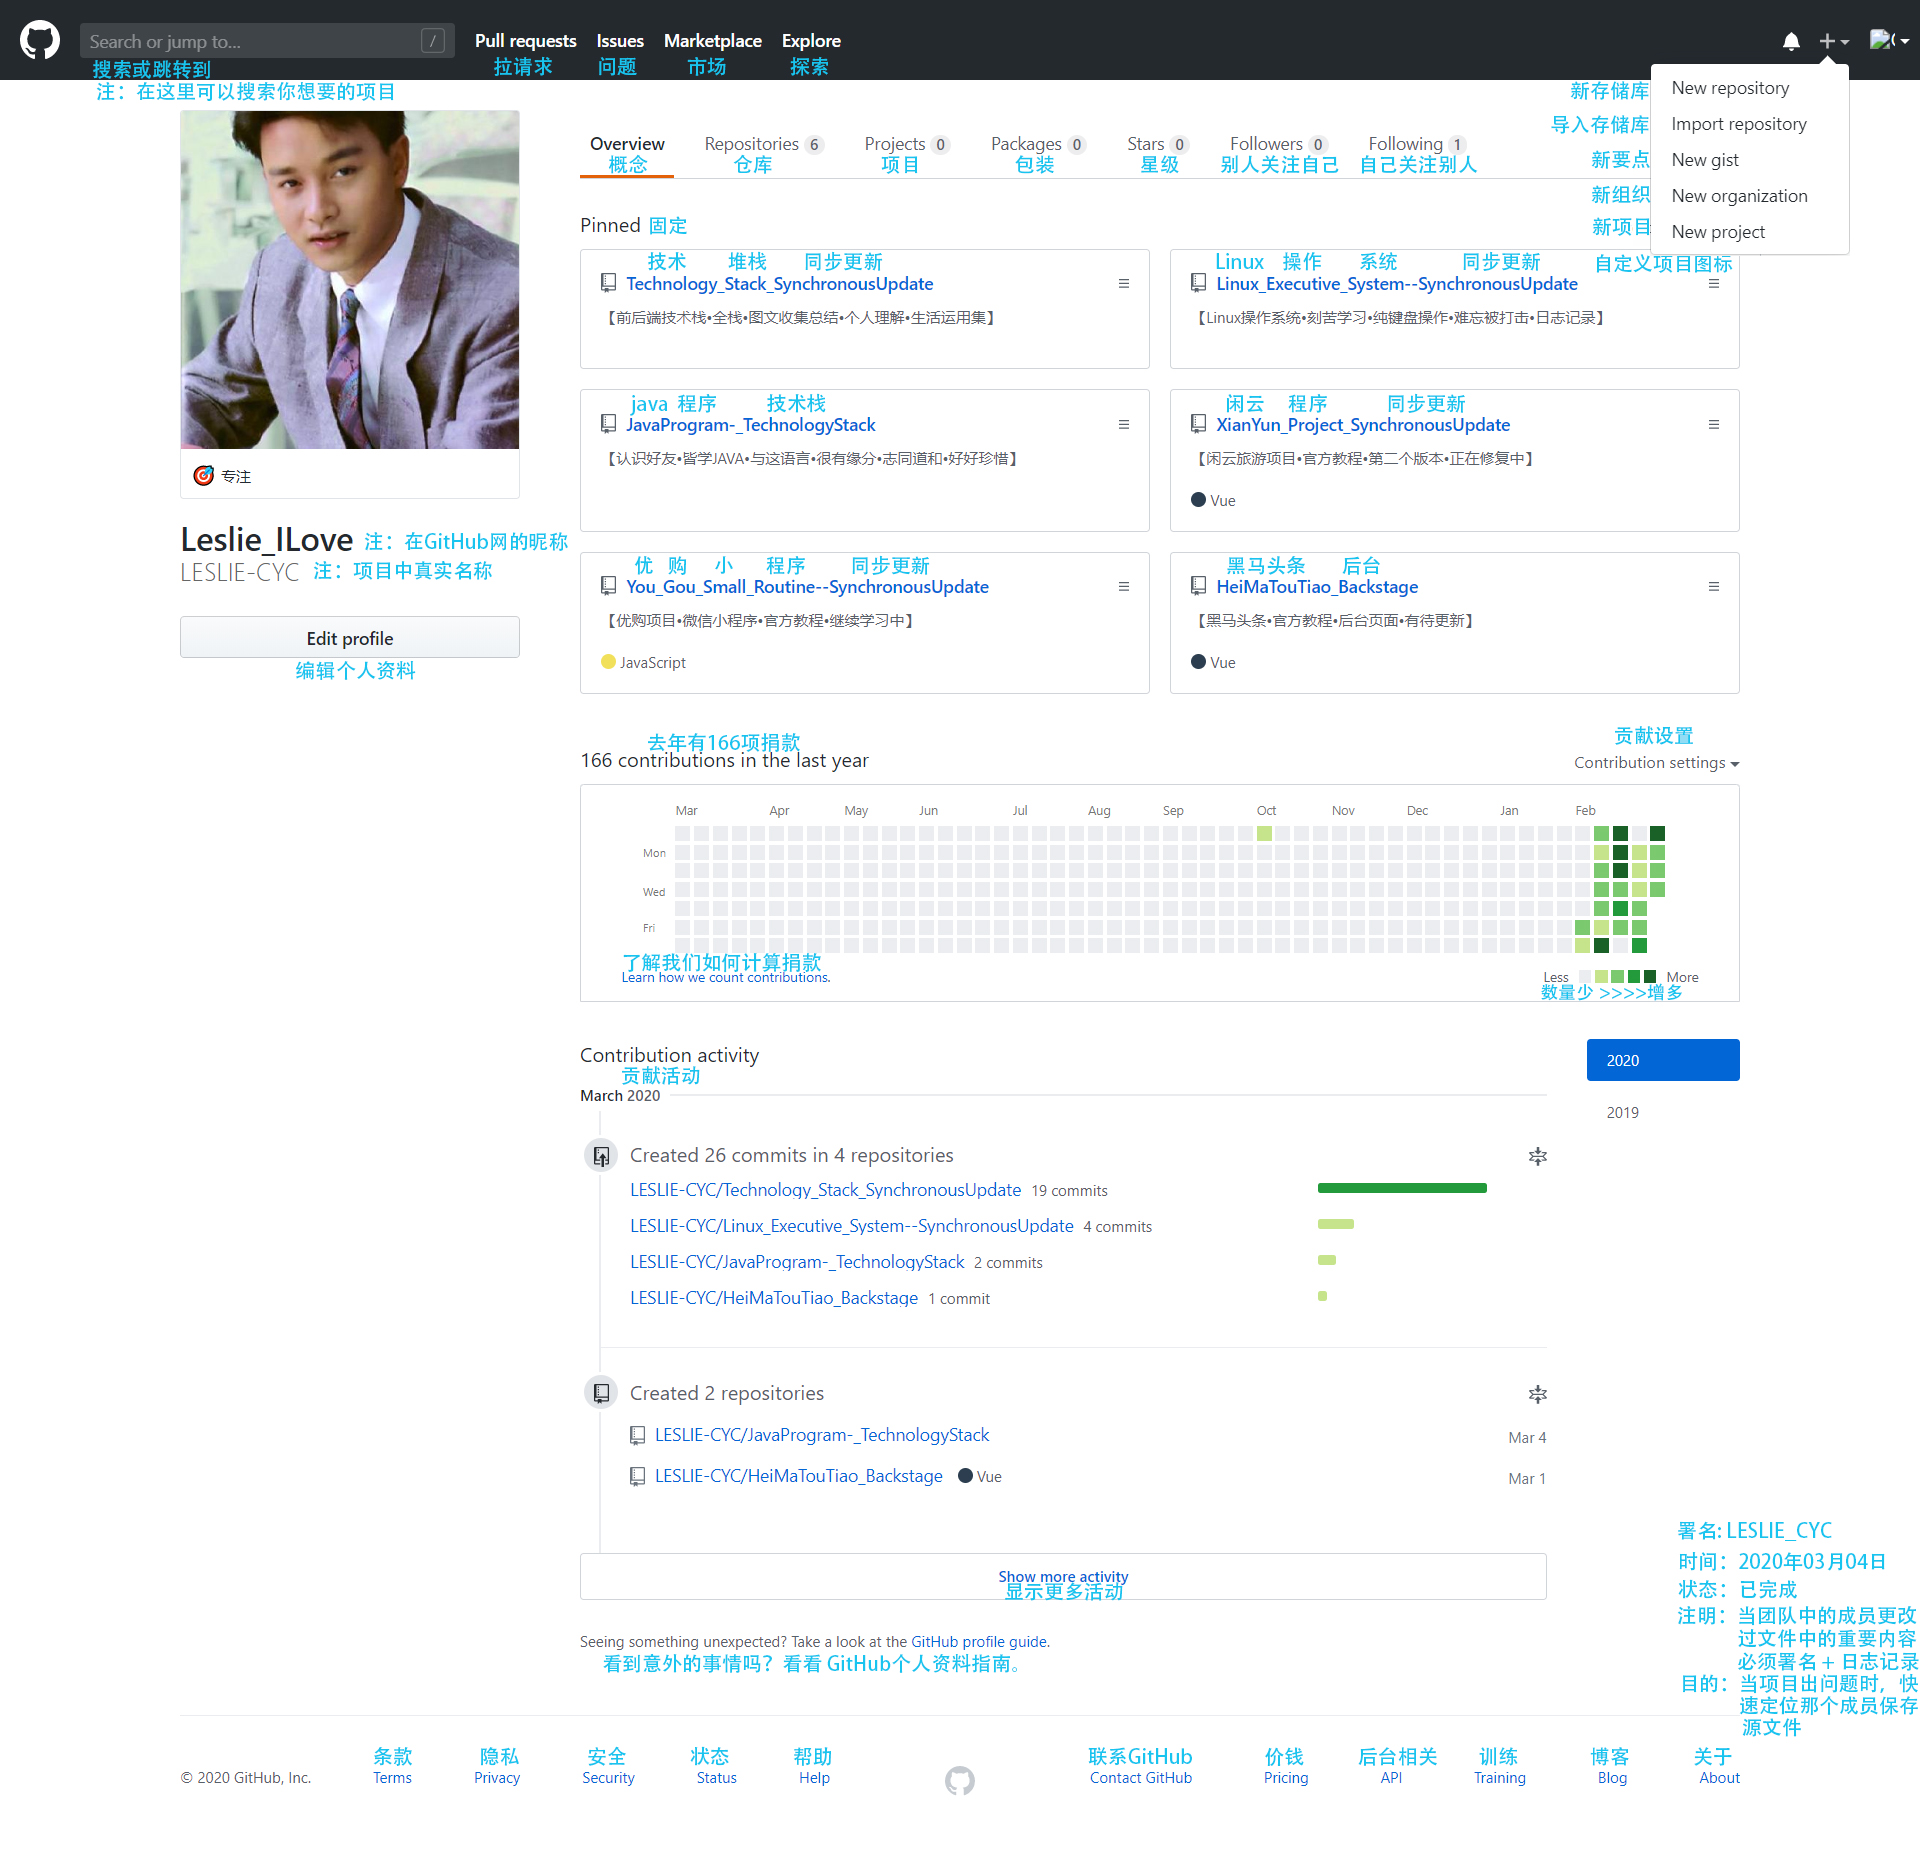 Search or jump to...
/
Pull requests
Issues
Marketplace
Explore
搜索或跳转到
拉请求
问题
市场
探索
注：在这里可以搜索你想要的项目
新存储库
New repository
导入存储库
Import repository
新要点
New gist
新组织
New organization
新项目
New project
自定义项目图标
Overview
Repositories 6
Projects 0
Packages 0
Stars 0
Followers 0
Following 1
概念
仓库
项目
包装
星级
别人关注自己
自己关注别人
专注
Leslie_ILove
注：在GitHub网的昵称
LESLIE-CYC
注：项目中真实名称
Edit profile
编辑个人资料
Pinned
固定
技术 堆栈 同步更新
Technology_Stack_SynchronousUpdate
【前后端技术栈•全栈•图文收集总结•个人理解•生活运用集】
Linux 操作 系统 同步更新
Linux_Executive_System--SynchronousUpdate
【Linux操作系统•刻苦学习•纯键盘操作•难忘被打击•日志记录】
java 程序 技术栈
JavaProgram-_TechnologyStack
【认识好友•皆学JAVA•与这语言•很有缘分•志同道和•好好珍惜】
闲云 程序 同步更新
XianYun_Project_SynchronousUpdate
【闲云旅游项目•官方教程•第二个版本•正在修复中】
Vue
优 购 小 程序 同步更新
You_Gou_Small_Routine--SynchronousUpdate
【优购项目•微信小程序•官方教程•继续学习中】
JavaScript
黑马头条 后台
HeiMaTouTiao_Backstage
【黑马头条•官方教程•后台页面•有待更新】
Vue
去年有166项捐款
166 contributions in the last year
贡献设置
Contribution settings
Mar Apr May Jun Jul Aug Sep Oct Nov Dec Jan Feb
Mon
Wed
Fri
了解我们如何计算捐款
Learn how we count contributions.
Less
More
数量少 >>>>增多
Contribution activity
贡献活动
March 2020
2020
2019
Created 26 commits in 4 repositories
LESLIE-CYC/Technology_Stack_SynchronousUpdate 19 commits
LESLIE-CYC/Linux_Executive_System--SynchronousUpdate 4 commits
LESLIE-CYC/JavaProgram-_TechnologyStack 2 commits
LESLIE-CYC/HeiMaTouTiao_Backstage 1 commit
Created 2 repositories
LESLIE-CYC/JavaProgram-_TechnologyStack
Mar 4
LESLIE-CYC/HeiMaTouTiao_Backstage
Vue
Mar 1
Show more activity
显示更多活动
Seeing something unexpected? Take a look at the GitHub profile guide.
看到意外的事情吗？看看 GitHub个人资料指南。
署名: LESLIE_CYC
时间：2020年03月04日
状态：已完成
注明：当团队中的成员更改
过文件中的重要内容
必须署名＋日志记录
目的：当项目出问题时，快
速定位那个成员保存
源文件
条款
隐私
安全
状态
帮助
联系GitHub
价钱
后台相关
训练
博客
关于
© 2020 GitHub, Inc.
Terms
Privacy
Security
Status
Help
Contact GitHub
Pricing
API
Training
Blog
About